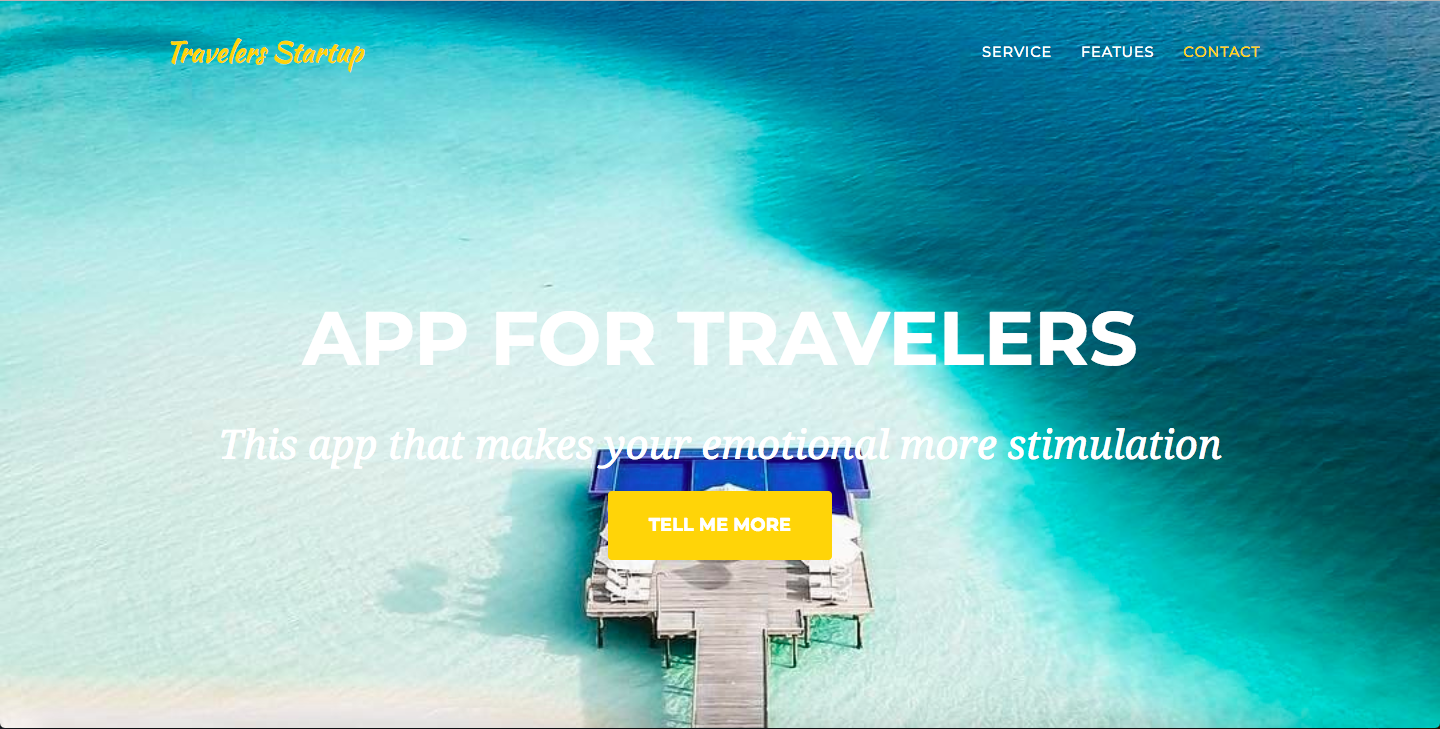 Travelers Startup
SERVICE FEATUES CONTACT
APP FOR TRAVELERS
This app that makes your emotional more stimulation
TELL ME MORE